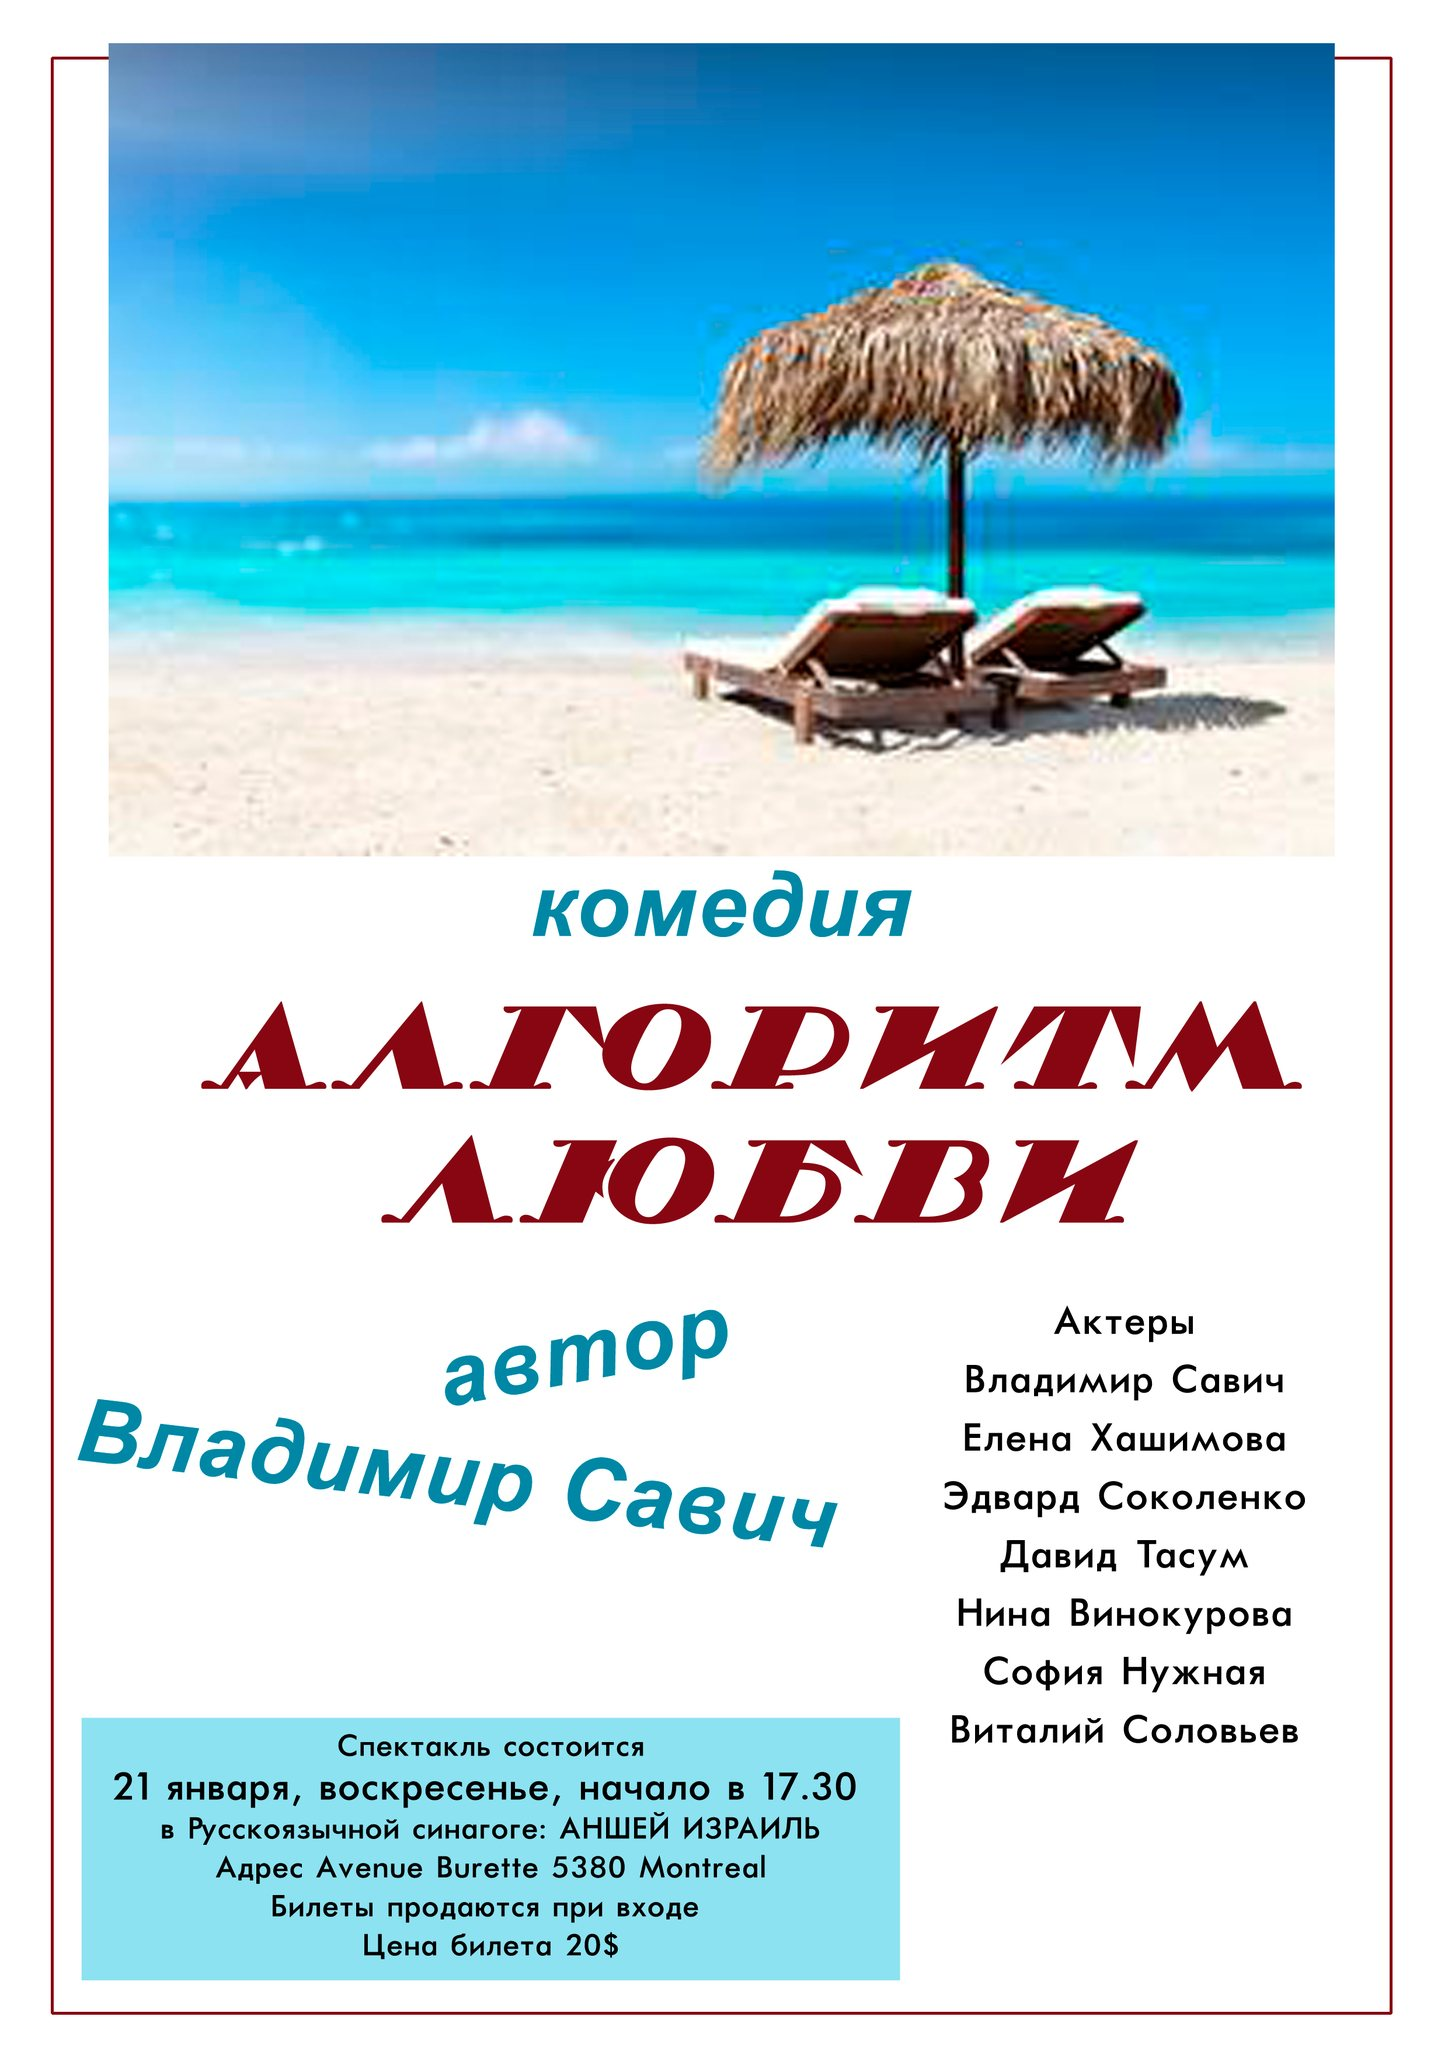 комедия
АЛГОРИТМ
ЛЮБВИ
автор
Владимир Савич
Актеры
Владимир Савич
Елена Хашимова
Эдвард Соколенко
Давид Тасум
Нина Винокурова
София Нужная
Виталий Соловьев
Спектакль состоится
21 января, воскресенье, начало в 17.30
в Русскоязычной синагоге: АНШЕЙ ИЗРАИЛЬ
Адрес Avenue Burette 5380 Montreal
Билеты продаются при входе
Цена билета 20$